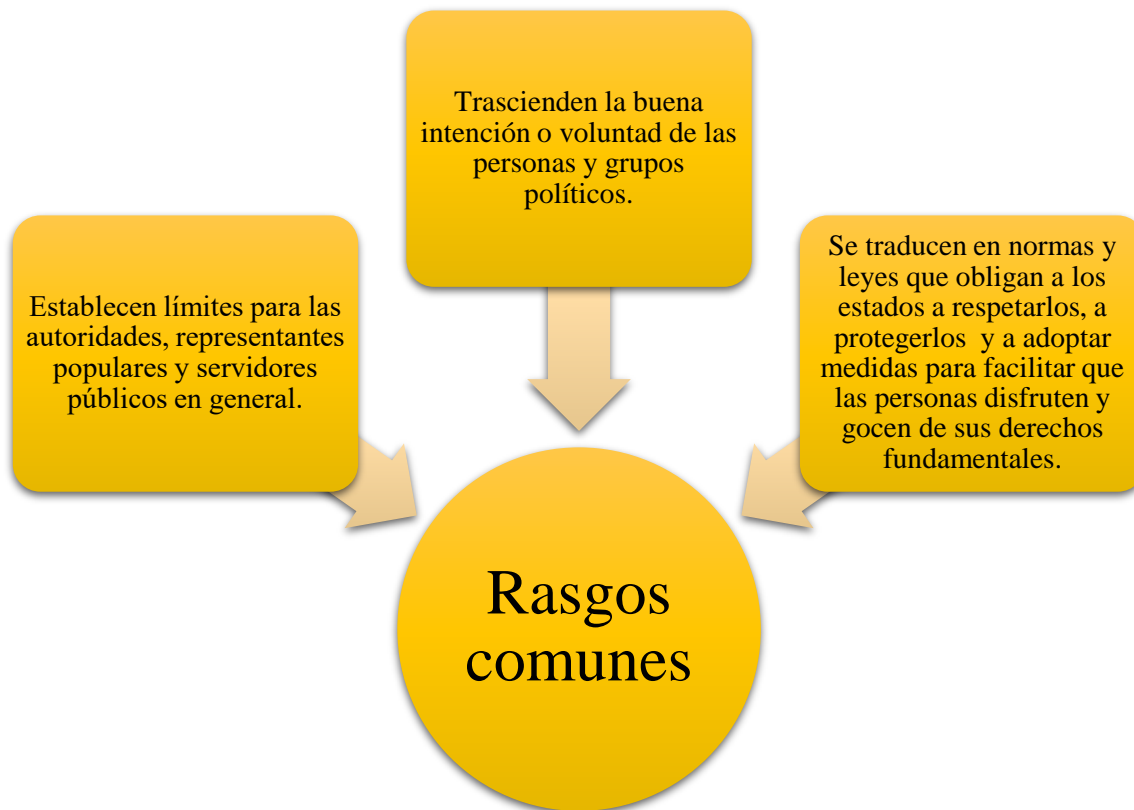 Trascienden la buena
intención o voluntad de las
personas y grupos
políticos.
Establecen límites para las
autoridades, representantes
populares y servidores
públicos en general.
Se traducen en normas y
leyes que obligan a los
estados a respetarlos, a
protegerlos y a adoptar
medidas para facilitar que
las personas disfruten y
gocen de sus derechos
fundamentales.
Rasgos
comunes